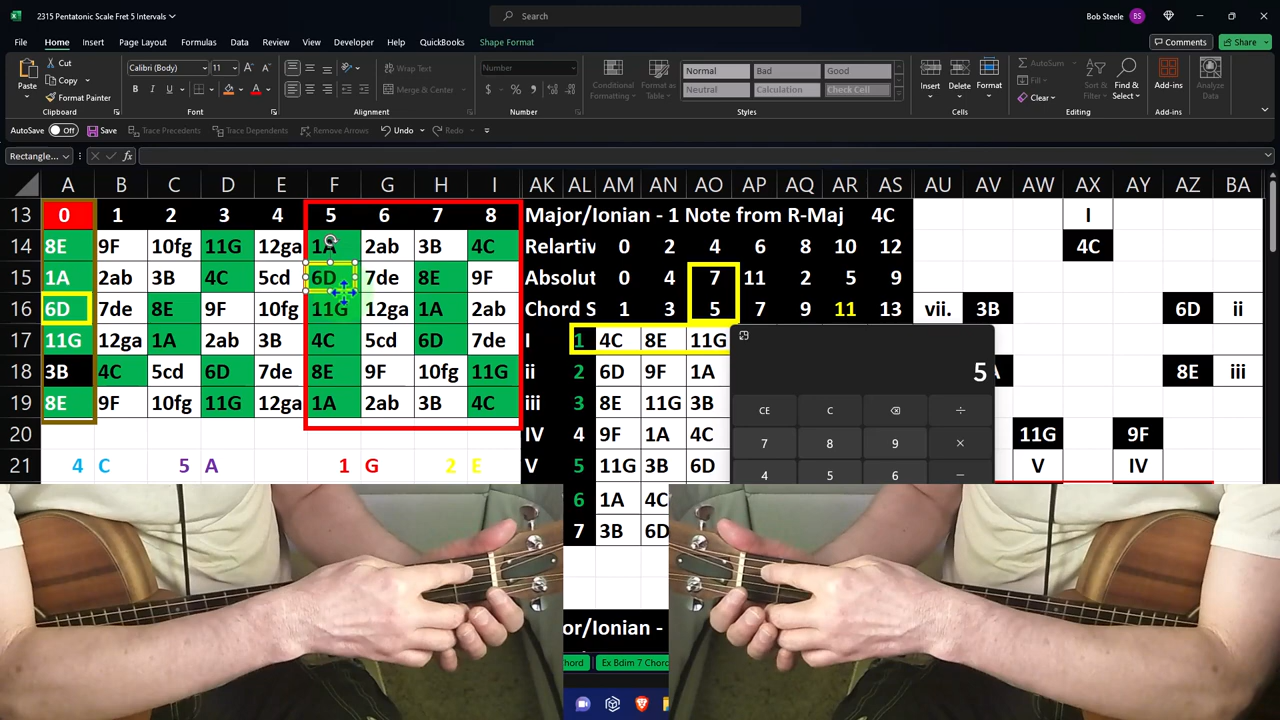 2315 Pentatonic Scale Fret 5 Intervals
Search
Bob Steele
BS
File Home Insert Page Layout Formulas Data Review View Developer Help QuickBooks Shape Format
Comments
Share
Paste
Cut
Copy
Format Painter
Clipboard
Calibri (Body)
11
B I U
Font
Wrap Text
Merge & Center
Alignment
Number
$ %
Number
Conditional Formatting
Format as Table
Normal Bad Good
Neutral Calculation Check Cell
Styles
Insert Delete Format
Cells
AutoSum
Fill
Clear
Sort & Filter
Find & Select
Editing
Add-ins
Add-ins
Analyze Data
AutoSave Off Save Trace Precedents Trace Dependents Remove Arrows Undo Redo
Rectangle...
fx
A B C D E F G H I AK AL AM AN AO AP AQ AR AS AU AV AW AX AY AZ BA
13 0 1 2 3 4 5 6 7 8 Major/Ionian - 1 Note from R-Maj 4C I
14 8E 9F 10fg 11G 12ga 1A 2ab 3B 4C Relartiv 0 2 4 6 8 10 12 4C
15 1A 2ab 3B 4C 5cd 6D 7de 8E 9F Absolut 0 4 7 11 2 5 9
16 6D 7de 8E 9F 10fg 11G 12ga 1A 2ab Chord S 1 3 5 7 9 11 13 vii. 3B 6D ii
17 11G 12ga 1A 2ab 3B 4C 5cd 6D 7de I 1 4C 8E 11G
18 3B 4C 5cd 6D 7de 8E 9F 10fg 11G ii 2 6D 9F 1A 8E iii
19 8E 9F 10fg 11G 12ga 1A 2ab 3B 4C iii 3 8E 11G 3B
20 IV 4 9F 1A 4C 11G 9F
21 4 C 5 A 1 G 2 E V 5 11G 3B 6D V IV
6 1A 4C
7 3B 6D
5
CE C ÷
7 8 9 ×
4 5 6 −
or/Ionian -
hord
Ex Bdim 7 Chord